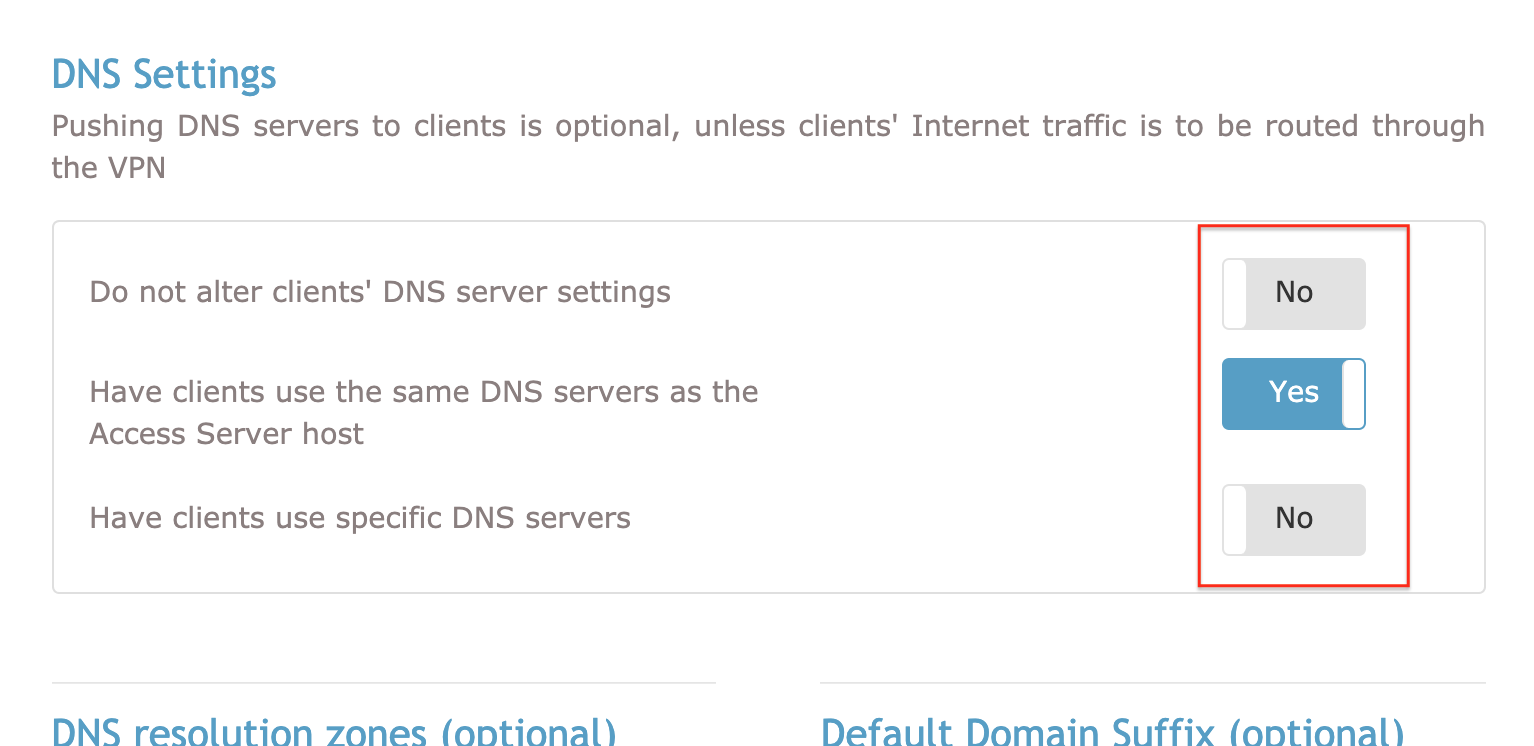 DNS Settings
Pushing DNS servers to clients is optional, unless clients' Internet traffic is to be routed through
the VPN
Do not alter clients' DNS server settings
No
Have clients use the same DNS servers as the
Access Server host
Yes
Have clients use specific DNS servers
No
DNS resolution zones (optional)
Default Domain Suffix (optional)